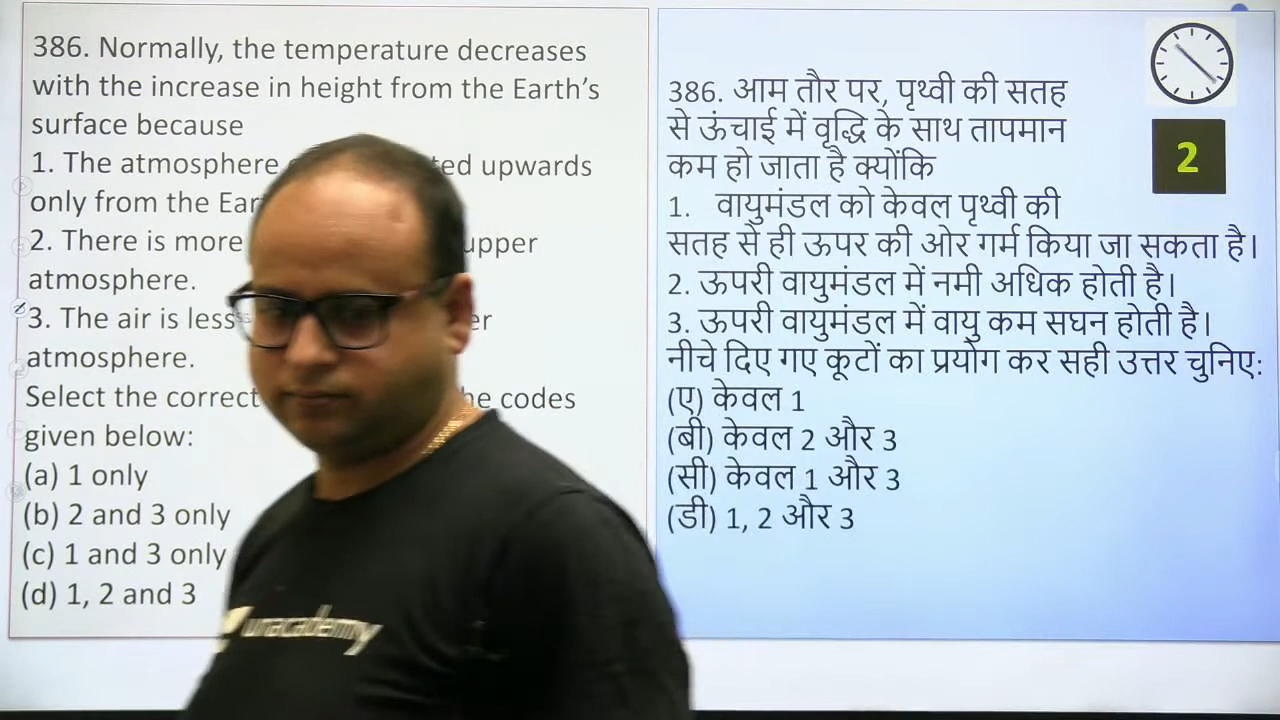 386. Normally, the temperature decreases
with the increase in height from the Earth's
surface because
1. The atmosphere upwards
only from the
2. There is more upper
atmosphere.
3. The air is less
atmosphere.
Select the correct codes
given below:
(a) 1 only
(b) 2 and 3 only
(c) 1 and 3 only
(d) 1, 2 and 3
386. आम तौर पर, पृथ्वी की सतह
से ऊंचाई में वृद्धि के साथ तापमान
कम हो जाता है क्योंकि
1. वायुमंडल को केवल पृथ्वी की
सतह से ही ऊपर की ओर गर्म किया जा सकता है।
2. ऊपरी वायुमंडल में नमी अधिक होती है।
3. ऊपरी वायुमंडल में वायु कम सघन होती है।
नीचे दिए गए कूटों का प्रयोग कर सही उत्तर चुनिए:
(ए) केवल 1
(बी) केवल 2 और 3
(सी) केवल 1 और 3
(डी) 1, 2 और 3
2
unacademy